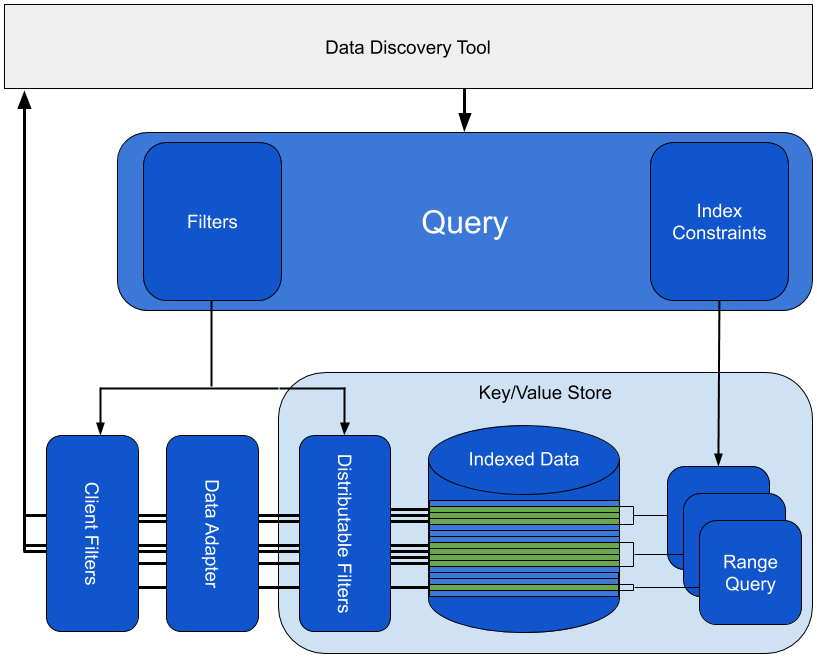 Data Discovery Tool
Filters
Query
Index
Constraints
Key/Value Store
Client Filters
Data Adapter
Distributable Filters
Indexed Data
Range
Query